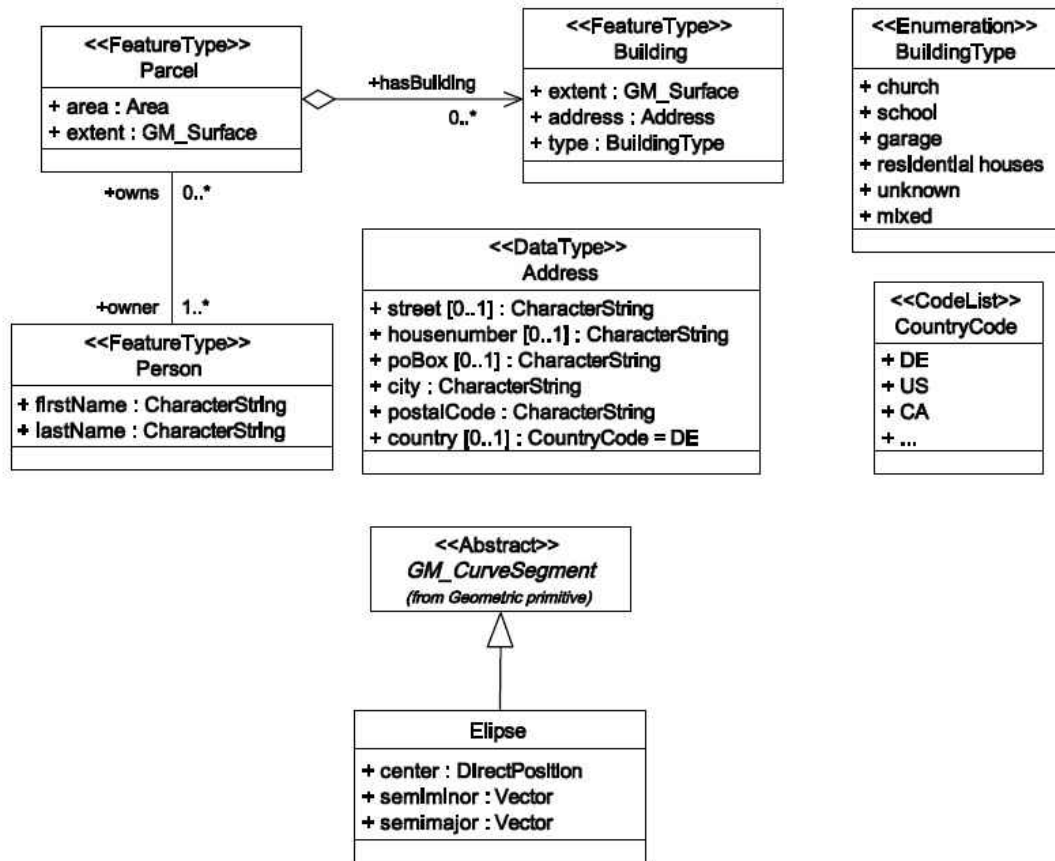 <<FeatureType>>
Parcel
+ area : Area
+ extent : GM_Surface
+hasBuilding
0..*
<<FeatureType>>
Building
+ extent : GM_Surface
+ address : Address
+ type : BuildingType
<<Enumeration>>
BuildingType
+ church
+ school
+ garage
+ residential houses
+ unknown
+ mixed
+owns 0..*
+owner 1..*
<<FeatureType>>
Person
+ firstName : CharacterString
+ lastName : CharacterString
<<DataType>>
Address
+ street [0..1] : CharacterString
+ housenumber [0..1] : CharacterString
+ poBox [0..1] : CharacterString
+ city : CharacterString
+ postalCode : CharacterString
+ country [0..1] : CountryCode = DE
<<CodeList>>
CountryCode
+ DE
+ US
+ CA
+ ...
<<Abstract>>
GM_CurveSegment
(from Geometric primitive)
Elipse
+ center : DirectPosition
+ semiminor : Vector
+ semimajor : Vector